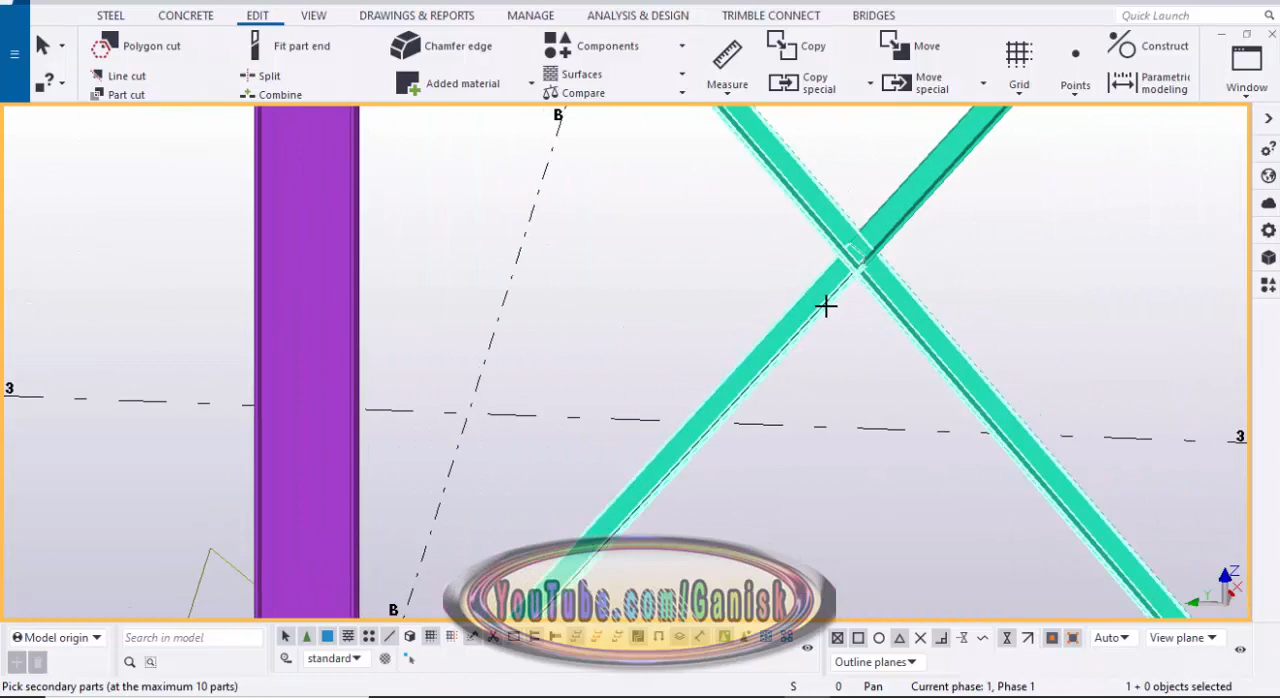 STEEL CONCRETE EDIT VIEW DRAWINGS & REPORTS MANAGE ANALYSIS & DESIGN TRIMBLE CONNECT BRIDGES Quick Launch
Polygon cut
Line cut
Part cut
Fit part end
Split
Combine
Chamfer edge
Added material
Components
Surfaces
Compare
Measure
Copy
Copy special
Move
Move special
Grid
Points
Construct
Parametric modeling
Window
B
3
3
B
Z
X
Y
YouTube.com/Ganisk
Model origin Search in model
standard
Auto View plane
Outline planes
Pick secondary parts (at the maximum 10 parts) S 0 Pan Current phase: 1, Phase 1 1 + 0 objects selected